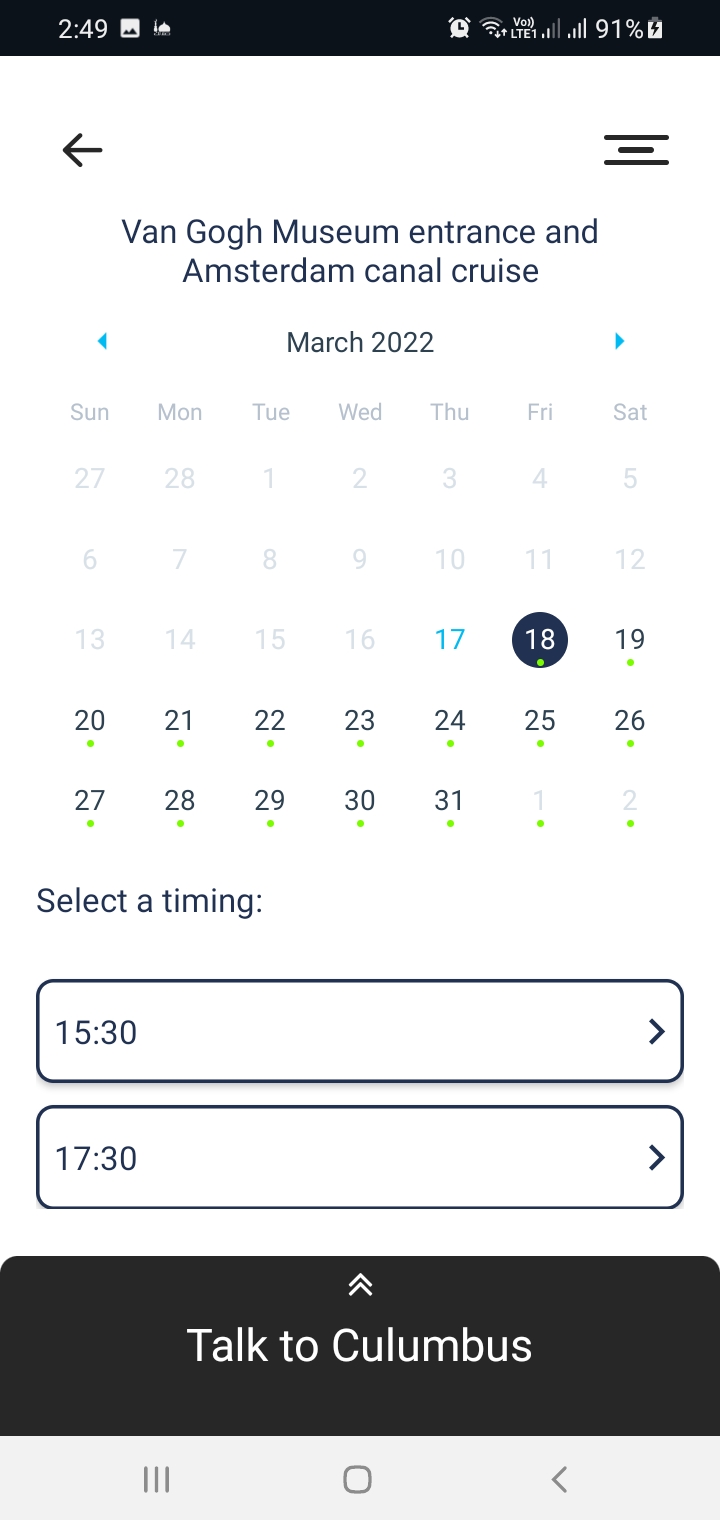 2:49 Vo)) LTE1 91%
Van Gogh Museum entrance and
Amsterdam canal cruise
March 2022
Sun Mon Tue Wed Thu Fri Sat
27 28 1 2 3 4 5
6 7 8 9 10 11 12
13 14 15 16 17 18 19
20 21 22 23 24 25 26
27 28 29 30 31 1 2
Select a timing:
15:30
17:30
Talk to Culumbus